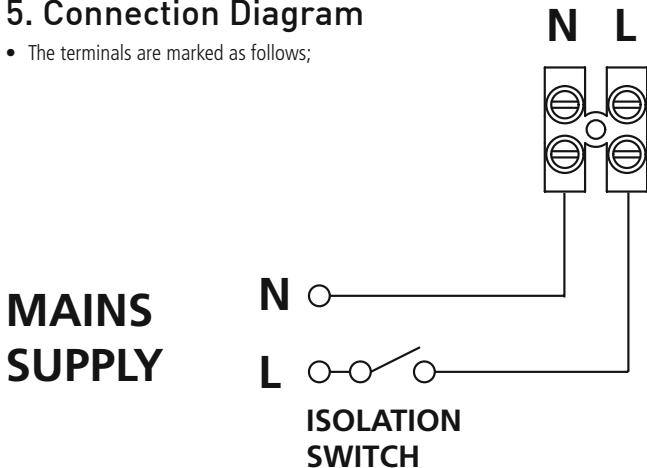 5. Connection Diagram
• The terminals are marked as follows;
N L
MAINS
SUPPLY
N
L
ISOLATION
SWITCH